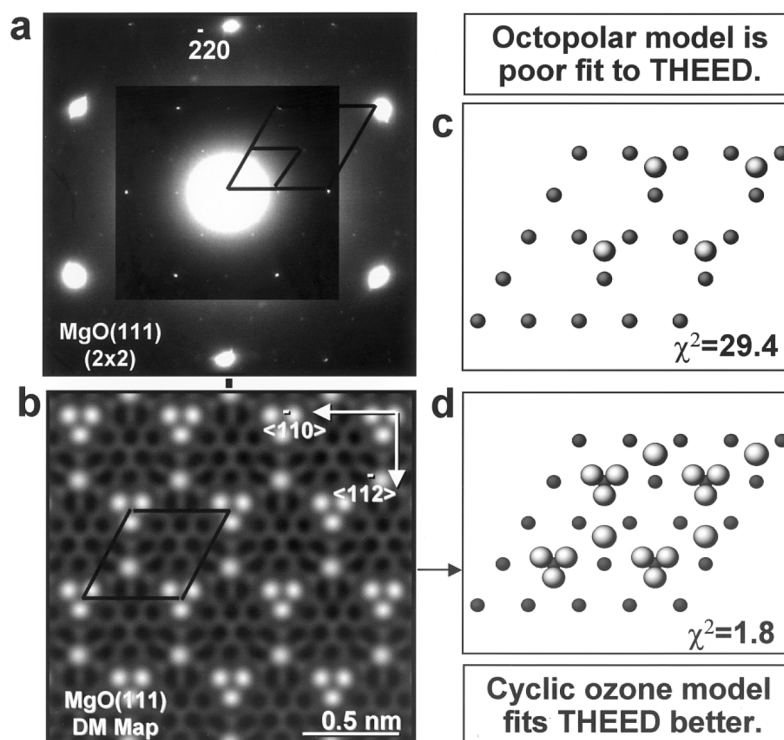 a
-
220
MgO(111)
(2x2)
Octopolar model is
poor fit to THEED.
c
χ²=29.4
b
-
<110>
-
<112>
MgO(111)
DM Map
0.5 nm
d
χ²=1.8
Cyclic ozone model
fits THEED better.